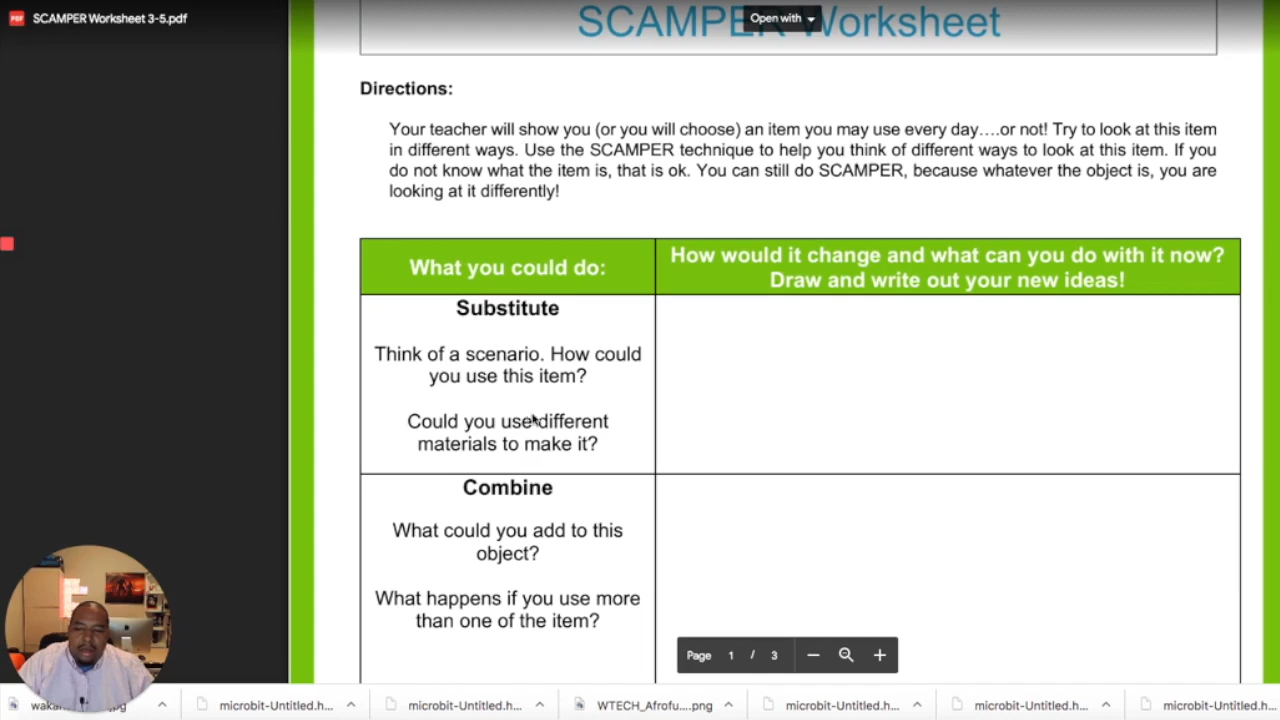 SCAMPER Worksheet 3-5.pdf
Open with
SCAMPER Worksheet
Directions:
Your teacher will show you (or you will choose) an item you may use every day….or not! Try to look at this item
in different ways. Use the SCAMPER technique to help you think of different ways to look at this item. If you
do not know what the item is, that is ok. You can still do SCAMPER, because whatever the object is, you are
looking at it differently!
What you could do:
How would it change and what can you do with it now?
Draw and write out your new ideas!
Substitute
Think of a scenario. How could
you use this item?
Could you use different
materials to make it?
Combine
What could you add to this
object?
What happens if you use more
than one of the item?
Page 1 / 3
microbit-Untitled.h...
microbit-Untitled.h...
WTECH_Afrofu....png
microbit-Untitled.h...
microbit-Untitled.h...
microbit-Untitled.h...